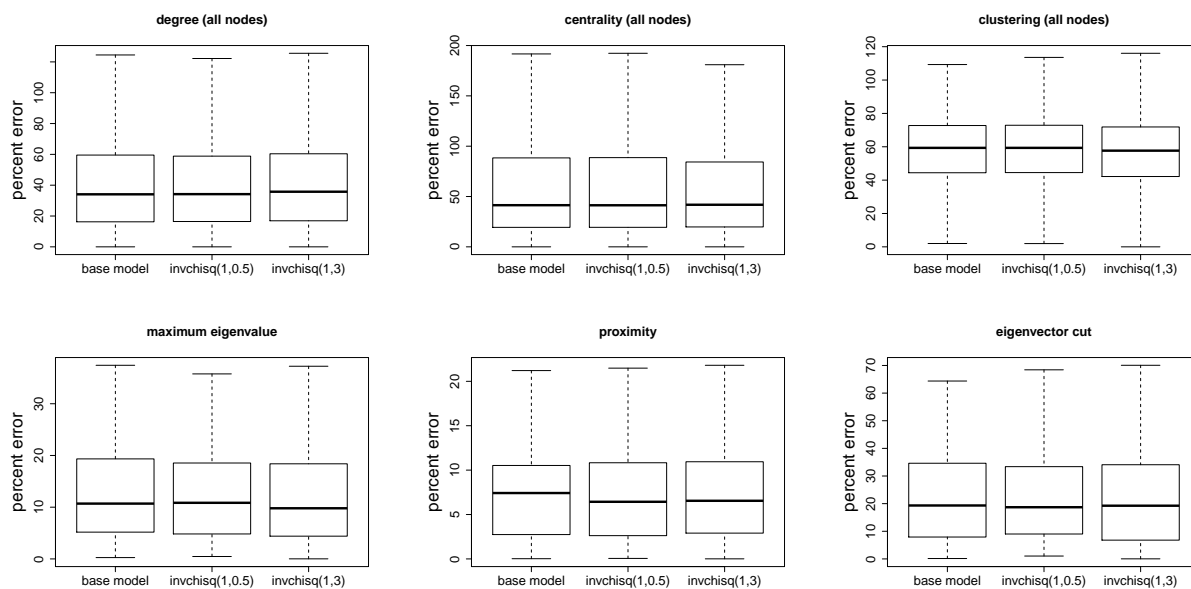 degree (all nodes)
percent error
0 20 40 60 80 100
base model invchisq(1,0.5) invchisq(1,3)
centrality (all nodes)
percent error
0 50 100 150 200
base model invchisq(1,0.5) invchisq(1,3)
clustering (all nodes)
percent error
0 20 40 60 80 100 120
base model invchisq(1,0.5) invchisq(1,3)
maximum eigenvalue
percent error
0 10 20 30
base model invchisq(1,0.5) invchisq(1,3)
proximity
percent error
0 5 10 15 20
base model invchisq(1,0.5) invchisq(1,3)
eigenvector cut
percent error
0 10 20 30 40 50 60 70
base model invchisq(1,0.5) invchisq(1,3)